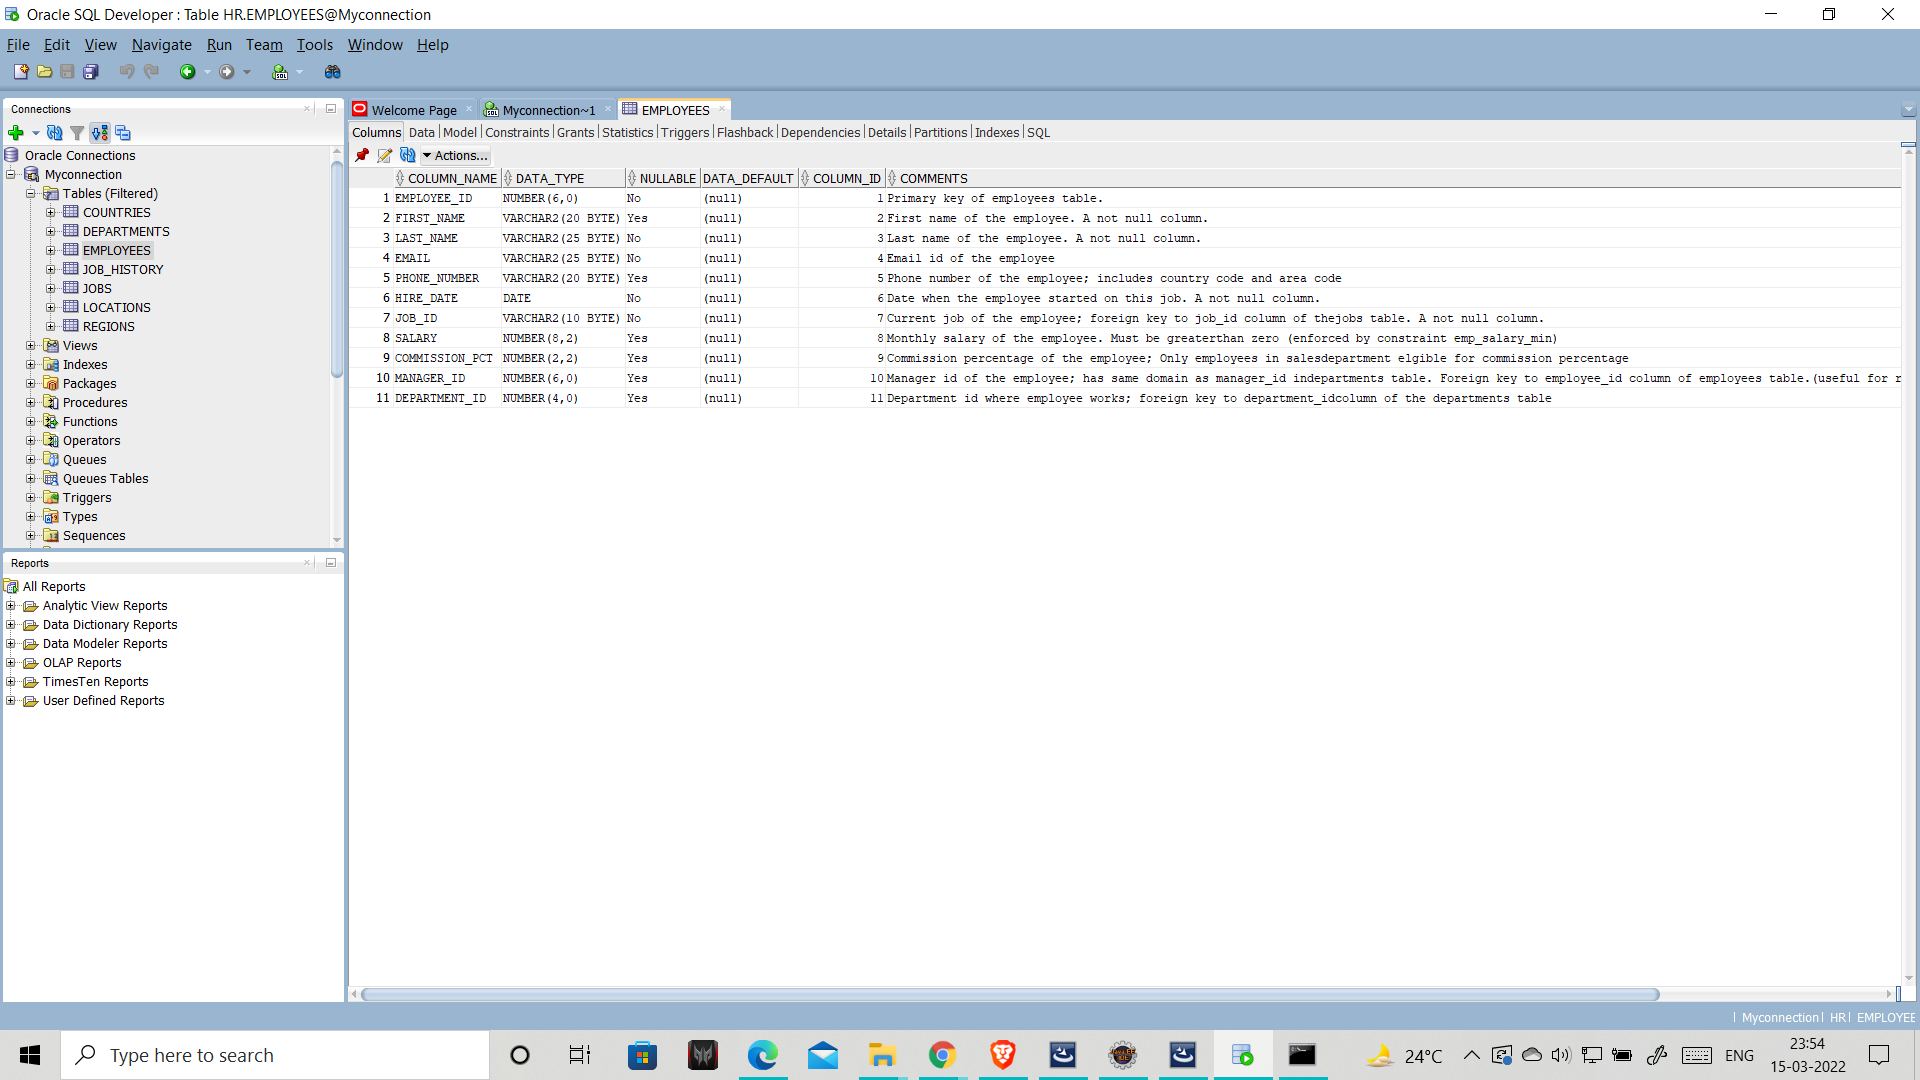 Oracle SQL Developer : Table HR.EMPLOYEES@Myconnection
File Edit View Navigate Run Team Tools Window Help
Connections
Oracle Connections
Myconnection
Tables (Filtered)
COUNTRIES
DEPARTMENTS
EMPLOYEES
JOB_HISTORY
JOBS
LOCATIONS
REGIONS
Views
Indexes
Packages
Procedures
Functions
Operators
Queues
Queues Tables
Triggers
Types
Sequences
Reports
All Reports
Analytic View Reports
Data Dictionary Reports
Data Modeler Reports
OLAP Reports
TimesTen Reports
User Defined Reports
Welcome Page Myconnection~1 EMPLOYEES
Columns Data Model Constraints Grants Statistics Triggers Flashback Dependencies Details Partitions Indexes SQL
Actions...
COLUMN_NAME DATA_TYPE NULLABLE DATA_DEFAULT COLUMN_ID COMMENTS
1 EMPLOYEE_ID NUMBER(6,0) No (null) 1 Primary key of employees table.
2 FIRST_NAME VARCHAR2(20 BYTE) Yes (null) 2 First name of the employee. A not null column.
3 LAST_NAME VARCHAR2(25 BYTE) No (null) 3 Last name of the employee. A not null column.
4 EMAIL VARCHAR2(25 BYTE) No (null) 4 Email id of the employee
5 PHONE_NUMBER VARCHAR2(20 BYTE) Yes (null) 5 Phone number of the employee; includes country code and area code
6 HIRE_DATE DATE No (null) 6 Date when the employee started on this job. A not null column.
7 JOB_ID VARCHAR2(10 BYTE) No (null) 7 Current job of the employee; foreign key to job_id column of thejobs table. A not null column.
8 SALARY NUMBER(8,2) Yes (null) 8 Monthly salary of the employee. Must be greaterthan zero (enforced by constraint emp_salary_min)
9 COMMISSION_PCT NUMBER(2,2) Yes (null) 9 Commission percentage of the employee; Only employees in salesdepartment elgible for commission percentage
10 MANAGER_ID NUMBER(6,0) Yes (null) 10 Manager id of the employee; has same domain as manager_id indepartments table. Foreign key to employee_id column of employees table.(useful for r
11 DEPARTMENT_ID NUMBER(4,0) Yes (null) 11 Department id where employee works; foreign key to department_idcolumn of the departments table
Myconnection HR EMPLOYEE
Type here to search
24°C
ENG
23:54
15-03-2022